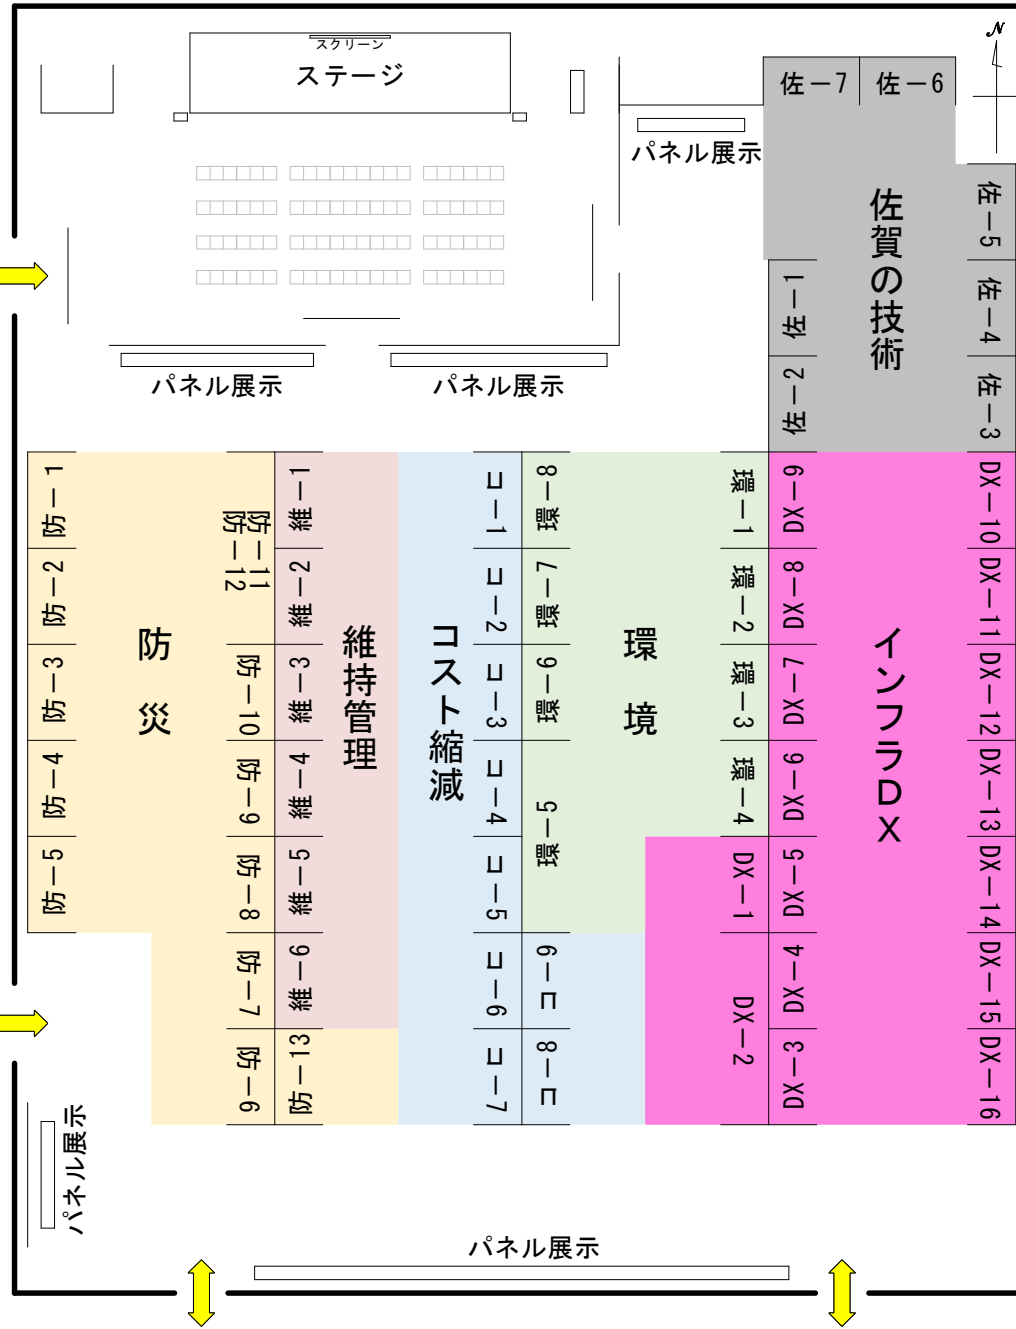 スクリーン
ステージ
N
佐－7
佐－6
パネル展示
佐賀の技術
佐－5
佐－4
佐－3
佐－1
佐－2
パネル展示
パネル展示
防－1
防－2
防－3
防－4
防－5
防災
防－11
防－12
防－10
防－9
防－8
防－7
防－6
維－1
維－2
維－3
維－4
維－5
維－6
防－13
維持管理
コスト縮減
コ－1
コ－2
コ－3
コ－4
コ－5
コ－6
コ－7
環－8
環－7
環－6
環－5
コ－9
コ－8
環境
環－1
環－2
環－3
環－4
DX－1
DX－2
DX－9
DX－8
DX－7
DX－6
DX－5
DX－4
DX－3
インフラDX
DX－10
DX－11
DX－12
DX－13
DX－14
DX－15
DX－16
パネル展示
パネル展示